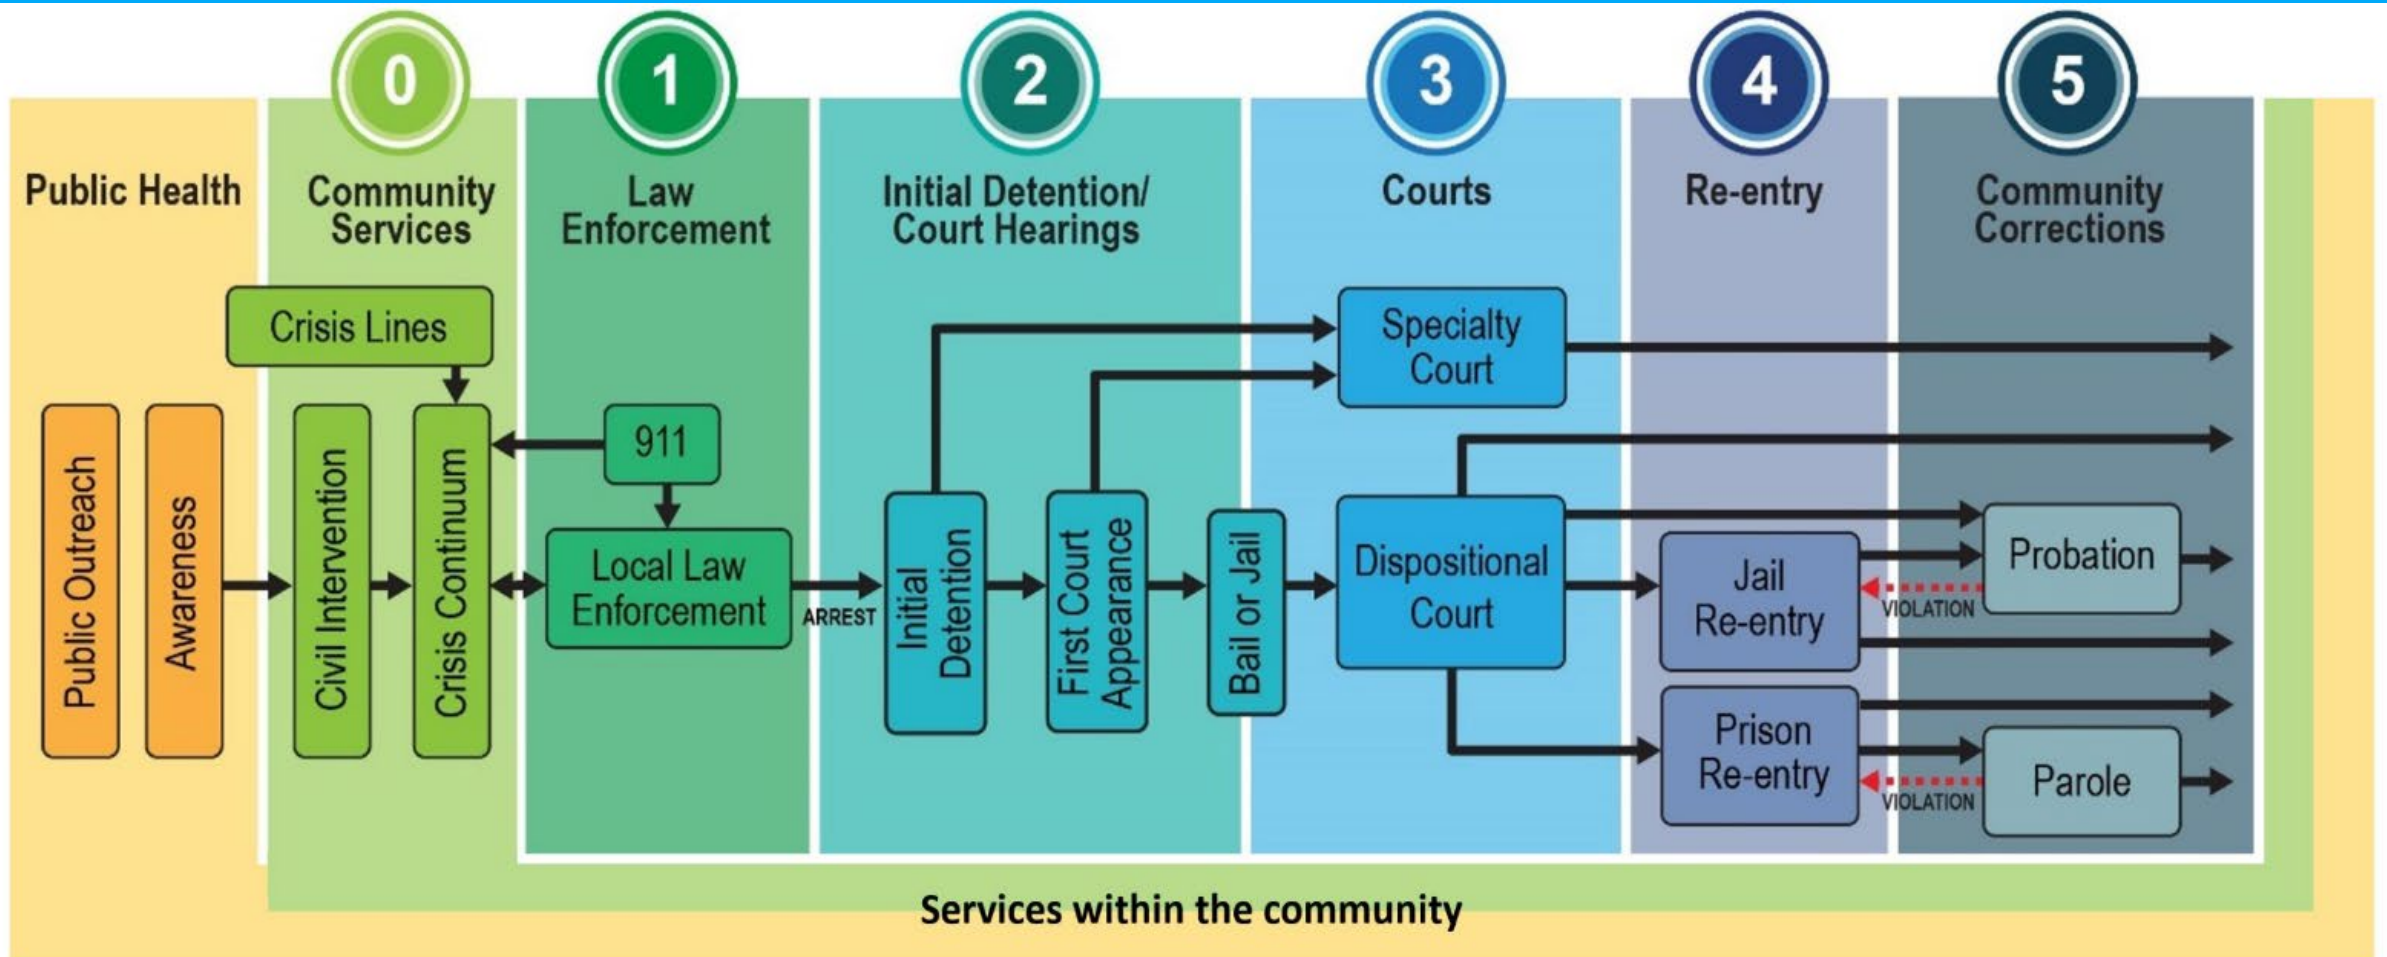 0
1
2
3
4
5
Public Health
Community
Services
Law
Enforcement
Initial Detention/
Court Hearings
Courts
Re-entry
Community
Corrections
Crisis Lines
Public Outreach
Awareness
Civil Intervention
Crisis Continuum
911
Local Law
Enforcement
ARREST
Initial
Detention
First Court
Appearance
Bail or Jail
Specialty
Court
Dispositional
Court
Jail
Re-entry
Prison
Re-entry
Probation
VIOLATION
Parole
VIOLATION
Services within the community